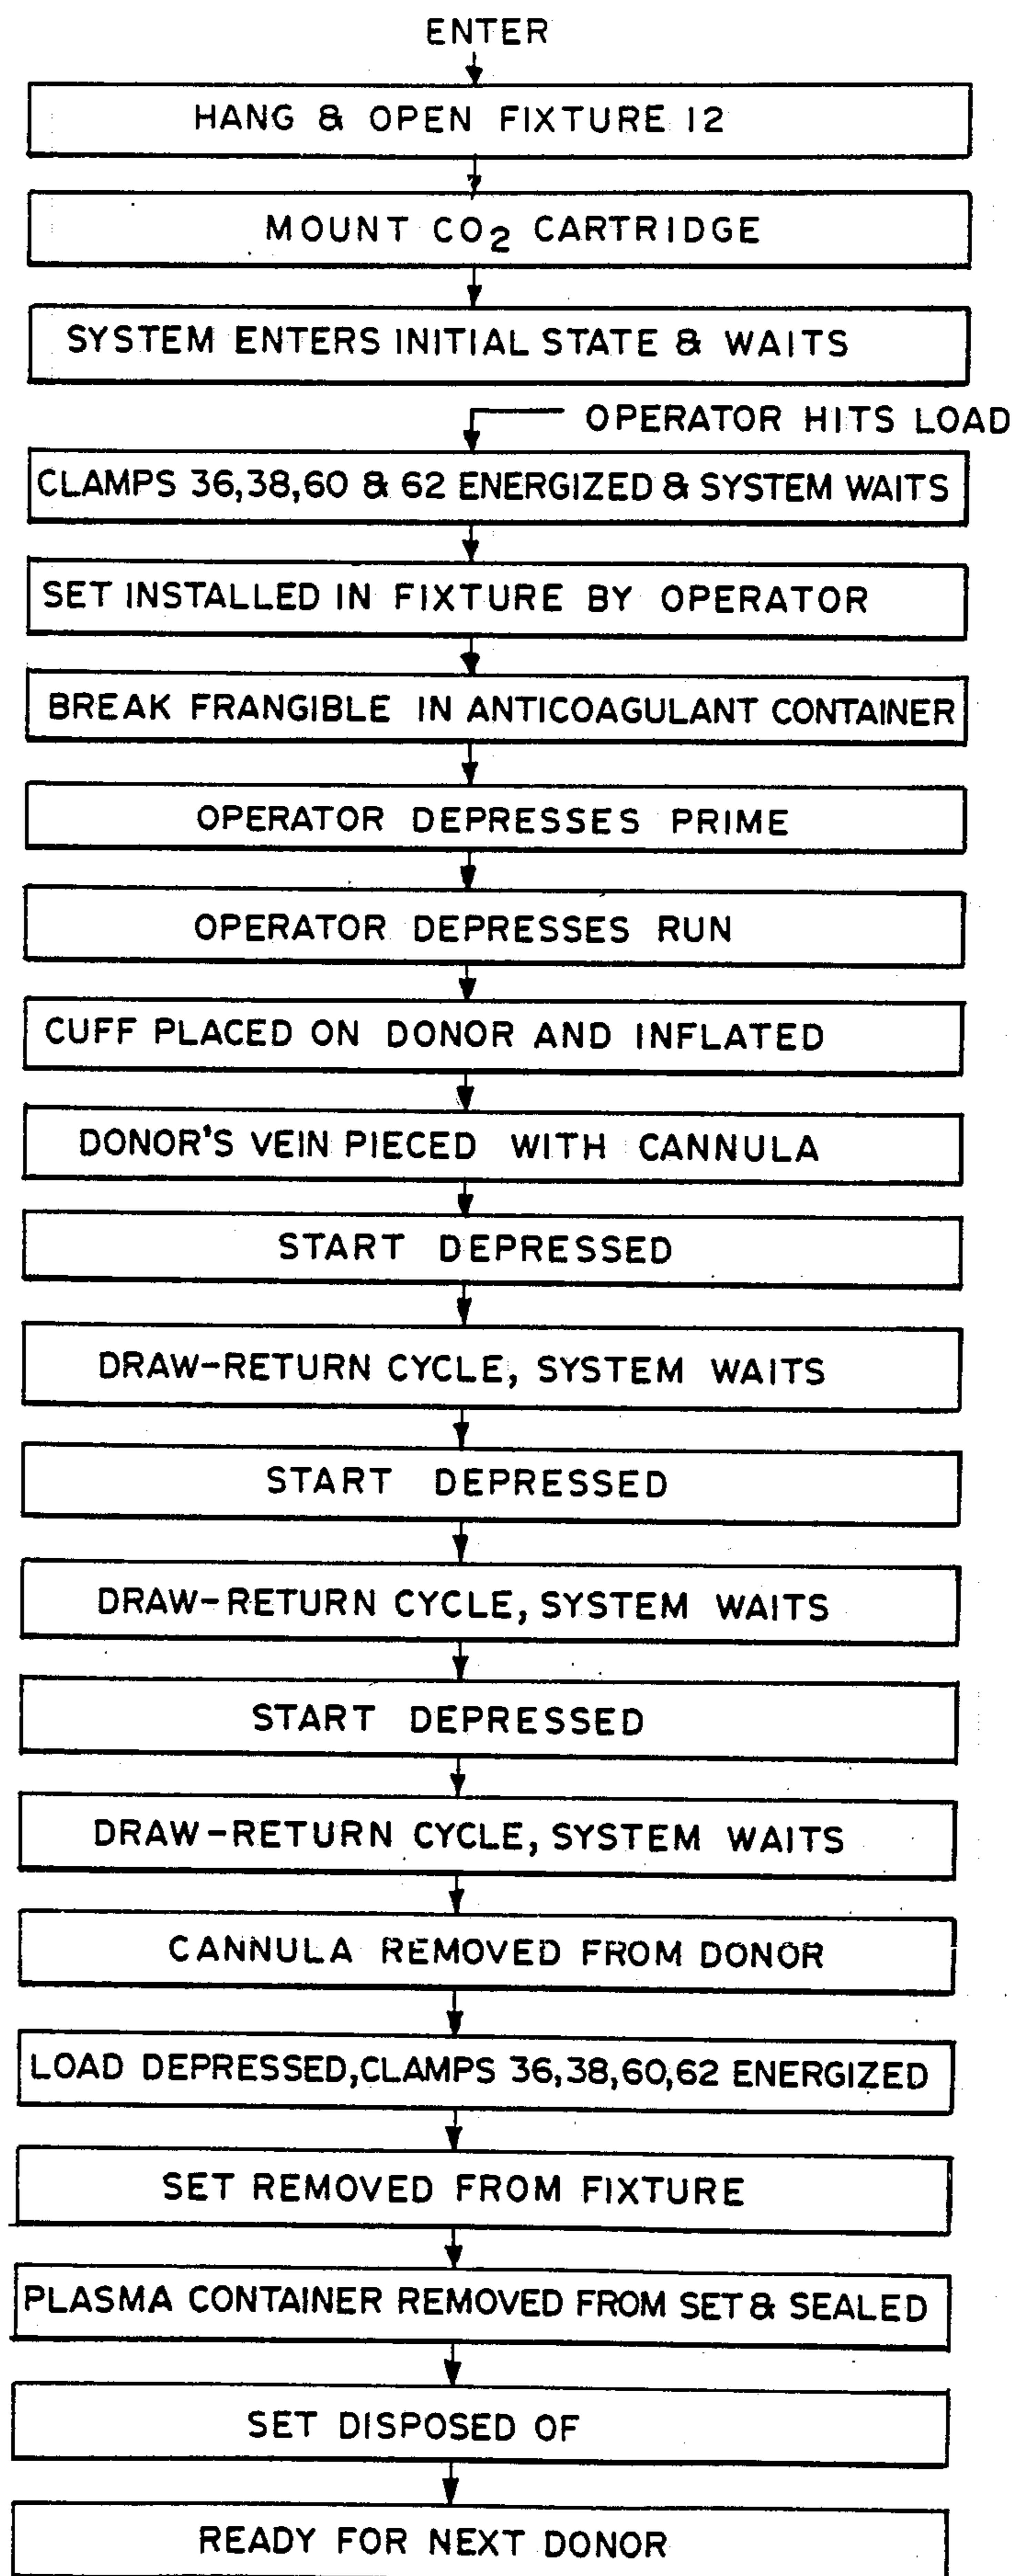 ENTER
HANG & OPEN FIXTURE 12
MOUNT CO₂ CARTRIDGE
SYSTEM ENTERS INITIAL STATE & WAITS
OPERATOR HITS LOAD
CLAMPS 36,38,60 & 62 ENERGIZED & SYSTEM WAITS
SET INSTALLED IN FIXTURE BY OPERATOR
BREAK FRANGIBLE IN ANTICOAGULANT CONTAINER
OPERATOR DEPRESSES PRIME
OPERATOR DEPRESSES RUN
CUFF PLACED ON DONOR AND INFLATED
DONOR'S VEIN PIECED WITH CANNULA
START DEPRESSED
DRAW-RETURN CYCLE, SYSTEM WAITS
START DEPRESSED
DRAW-RETURN CYCLE, SYSTEM WAITS
START DEPRESSED
DRAW-RETURN CYCLE, SYSTEM WAITS
CANNULA REMOVED FROM DONOR
LOAD DEPRESSED,CLAMPS 36,38,60,62 ENERGIZED
SET REMOVED FROM FIXTURE
PLASMA CONTAINER REMOVED FROM SET & SEALED
SET DISPOSED OF
READY FOR NEXT DONOR